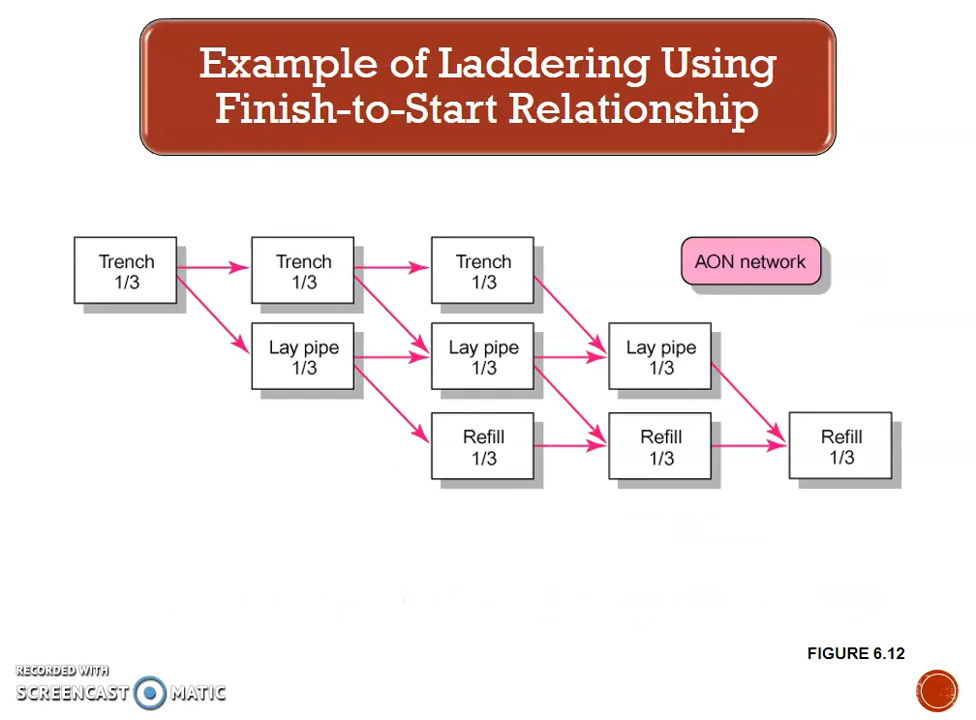 Example of Laddering Using
Finish-to-Start Relationship
Trench
1/3
Trench
1/3
Trench
1/3
AON network
Lay pipe
1/3
Lay pipe
1/3
Lay pipe
1/3
Refill
1/3
Refill
1/3
Refill
1/3
FIGURE 6.12
RECORDED WITH
SCREENCAST MATIC